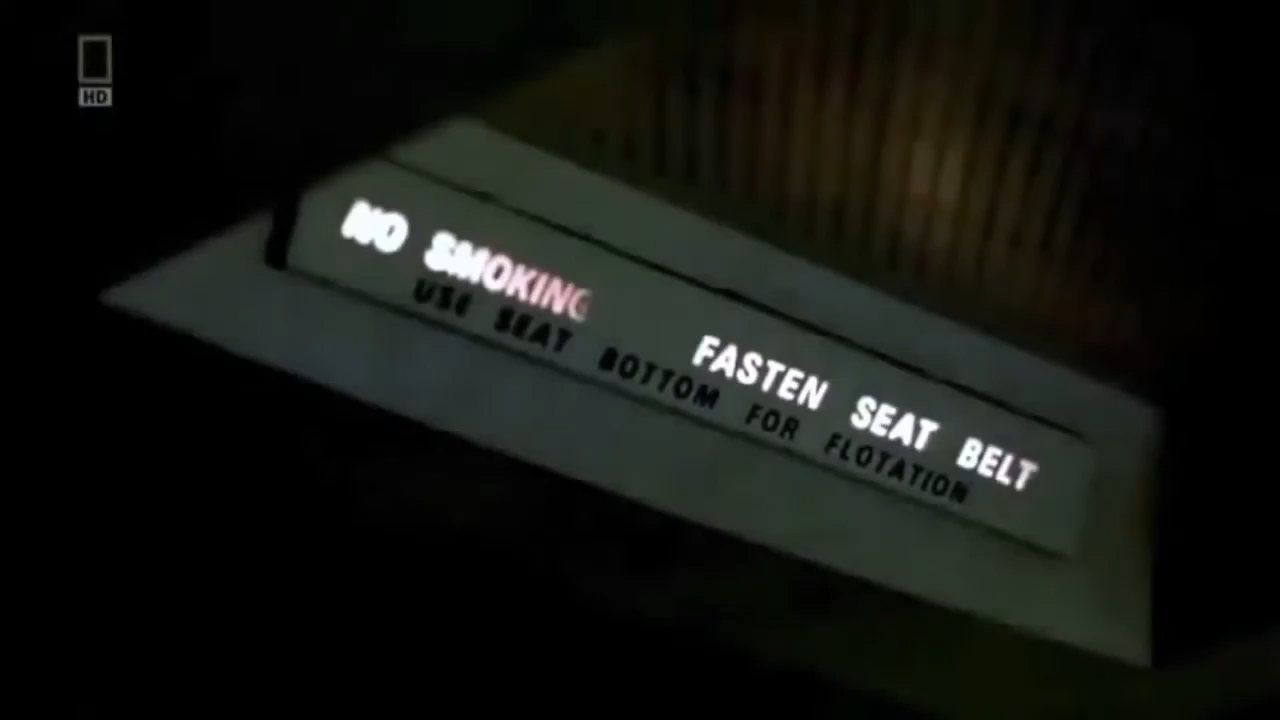 HD
NO SMOKING
FASTEN SEAT BELT
USE SEAT BOTTOM FOR FLOTATION